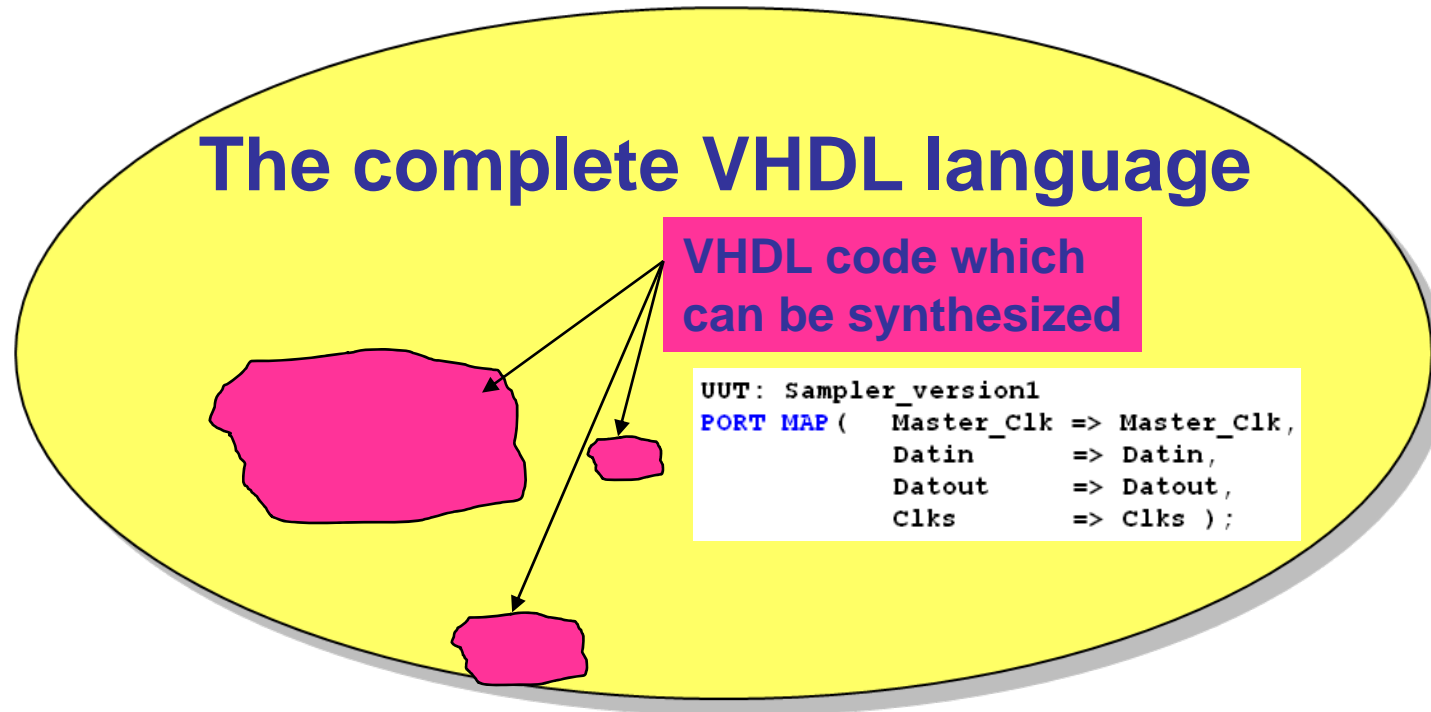 The complete VHDL language
VHDL code which
can be synthesized
UUT: Sampler_version1
PORT MAP( Master_Clk => Master_Clk,
Datin => Datin,
Datout => Datout,
Clks => Clks );